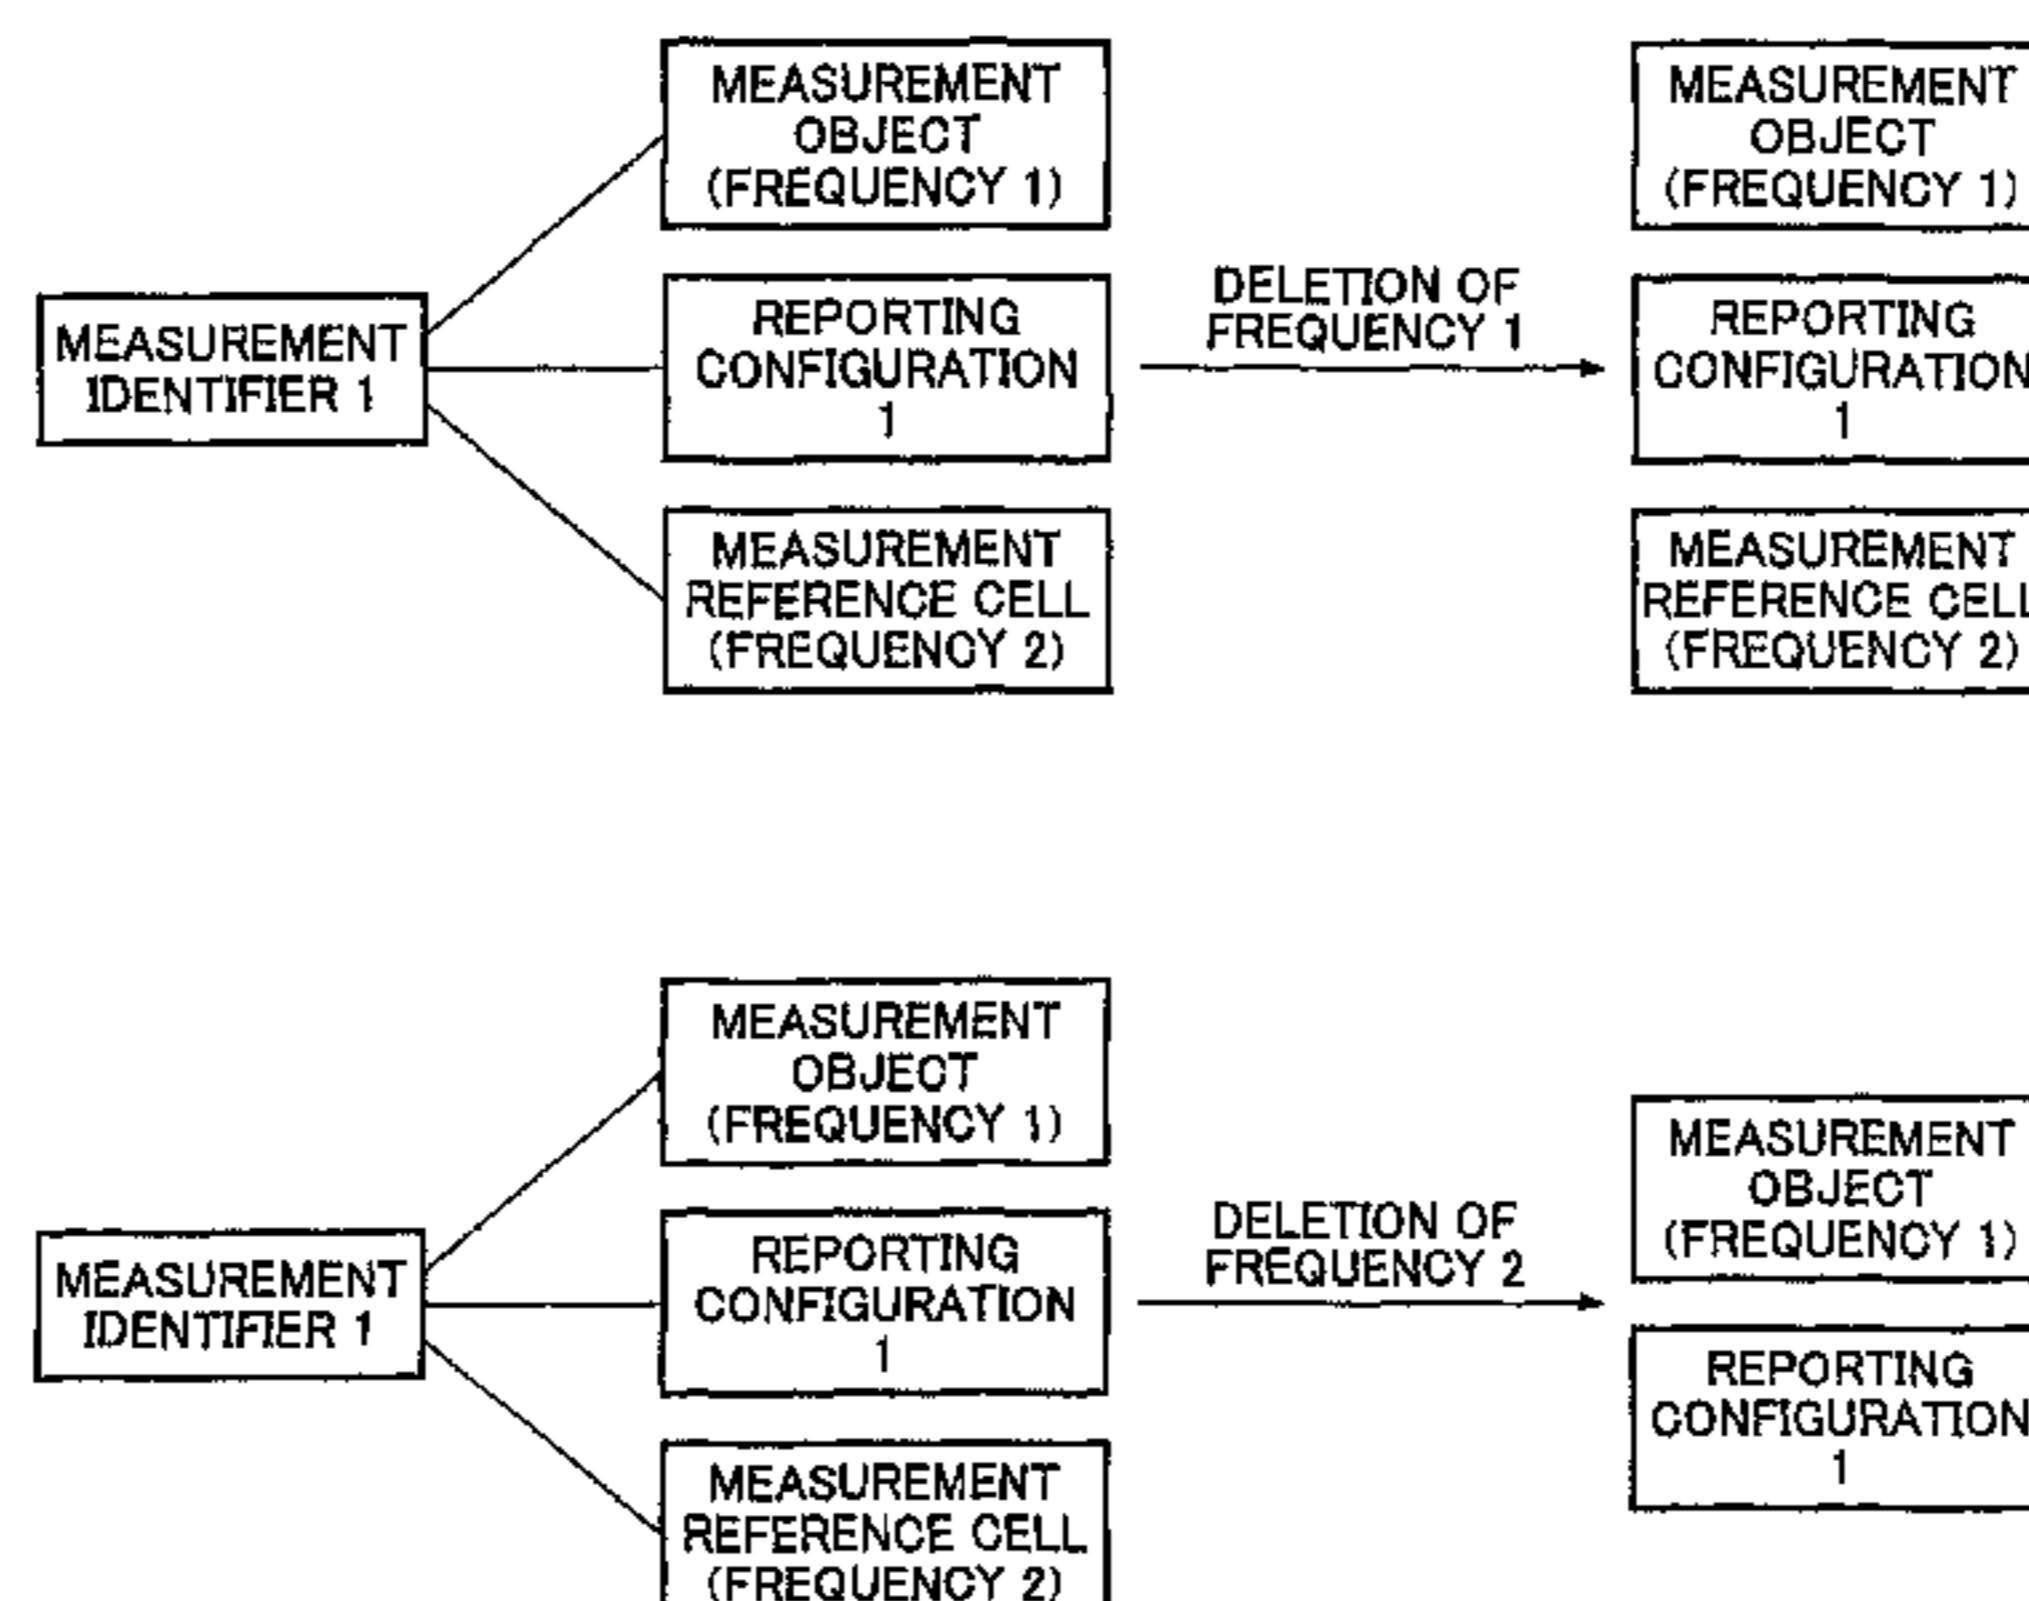 MEASUREMENT
IDENTIFIER 1
MEASUREMENT
OBJECT
(FREQUENCY 1)
REPORTING
CONFIGURATION
1
MEASUREMENT
REFERENCE CELL
(FREQUENCY 2)
DELETION OF
FREQUENCY 1
MEASUREMENT
OBJECT
(FREQUENCY 1)
REPORTING
CONFIGURATION
1
MEASUREMENT
REFERENCE CELL
(FREQUENCY 2)
MEASUREMENT
IDENTIFIER 1
MEASUREMENT
OBJECT
(FREQUENCY 1)
REPORTING
CONFIGURATION
1
MEASUREMENT
REFERENCE CELL
(FREQUENCY 2)
DELETION OF
FREQUENCY 2
MEASUREMENT
OBJECT
(FREQUENCY 1)
REPORTING
CONFIGURATION
1